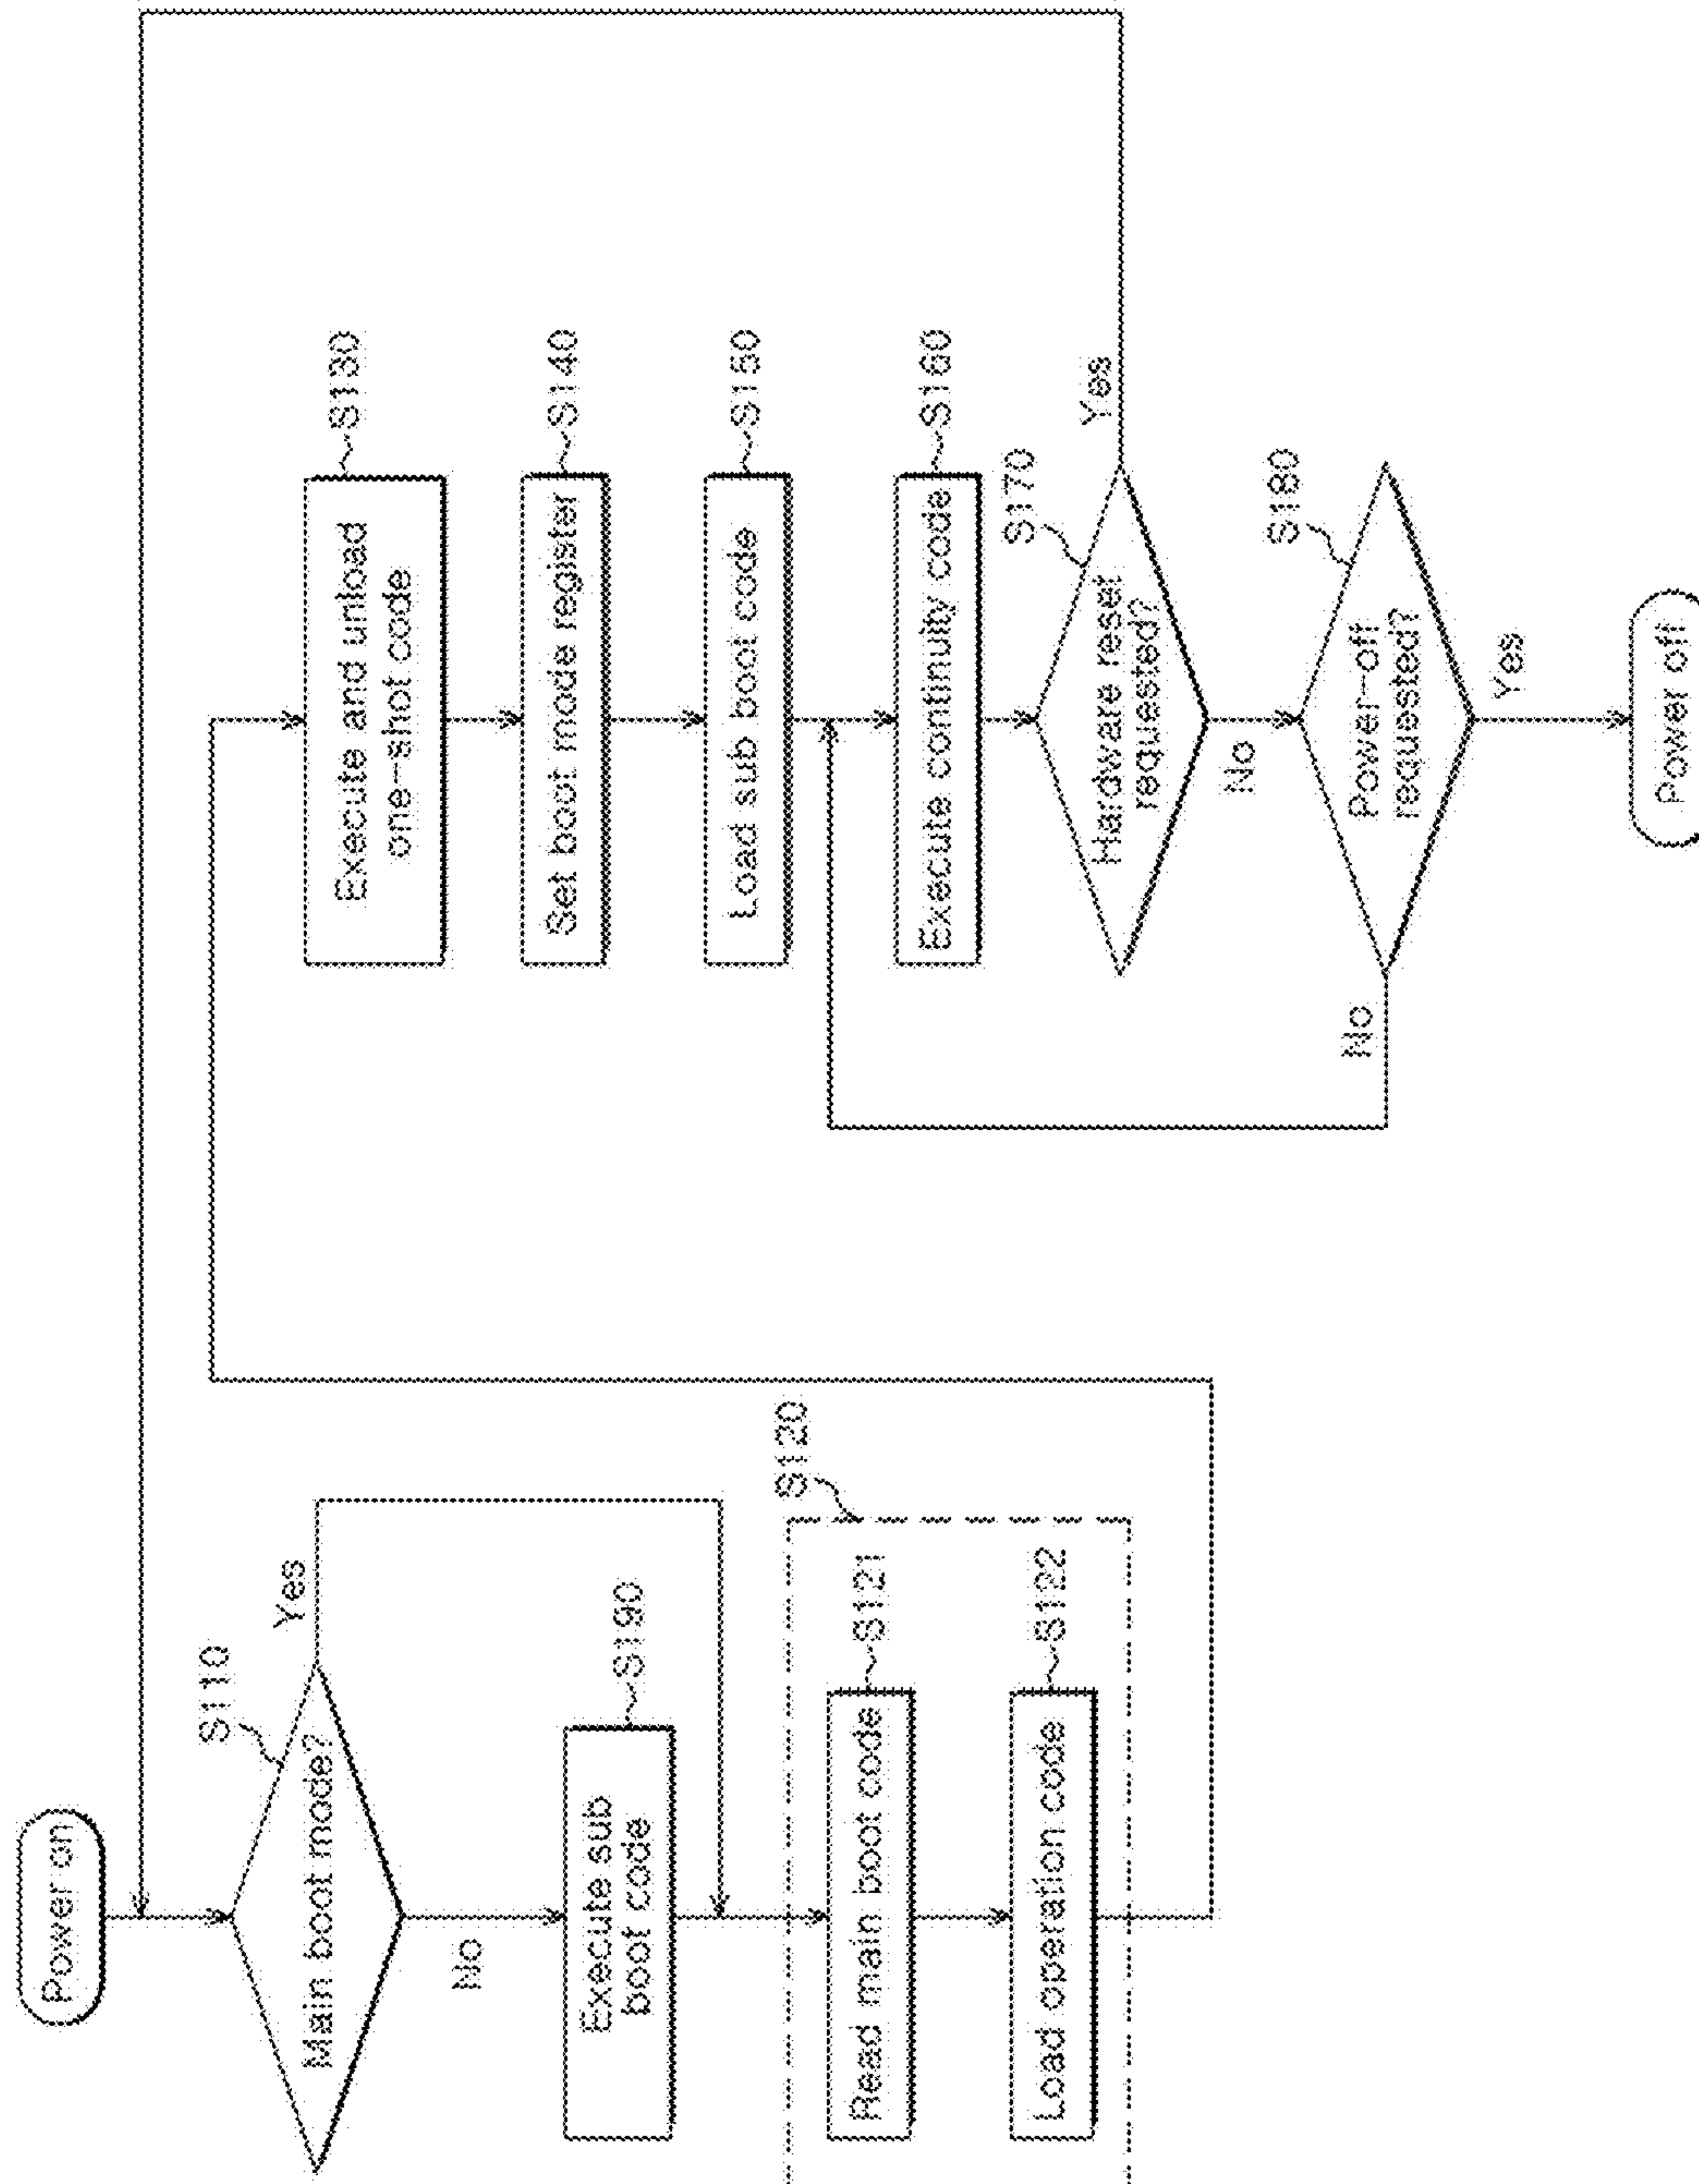 Power on
S110
Main boot mode?
Yes
No
Execute sub
boot code
S190
S120
Read main boot code
S121
Load operation code
S122
Execute and unload
one-shot code
S130
Set boot mode register
S140
Load sub boot code
S150
Execute continuity code
S160
S170
Hardware reset
requested?
Yes
No
S180
Power-off
requested?
No
Yes
Power off